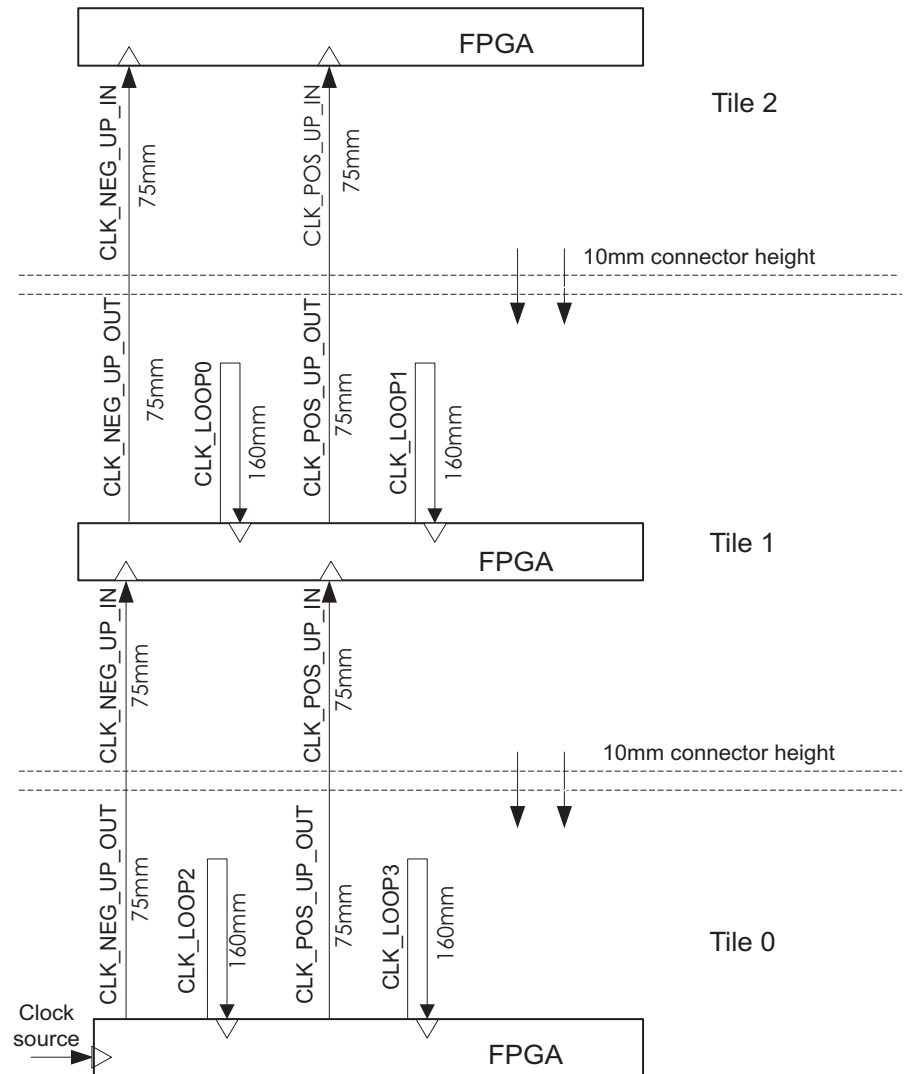 FPGA
CLK_NEG_UP_IN
75mm
CLK_POS_UP_IN
75mm
Tile 2
10mm connector height
CLK_NEG_UP_OUT
75mm
CLK_LOOP0
160mm
CLK_POS_UP_OUT
75mm
CLK_LOOP1
160mm
FPGA
Tile 1
CLK_NEG_UP_IN
75mm
CLK_POS_UP_IN
75mm
10mm connector height
CLK_NEG_UP_OUT
75mm
CLK_LOOP2
160mm
CLK_POS_UP_OUT
75mm
CLK_LOOP3
160mm
Tile 0
Clock
source
FPGA